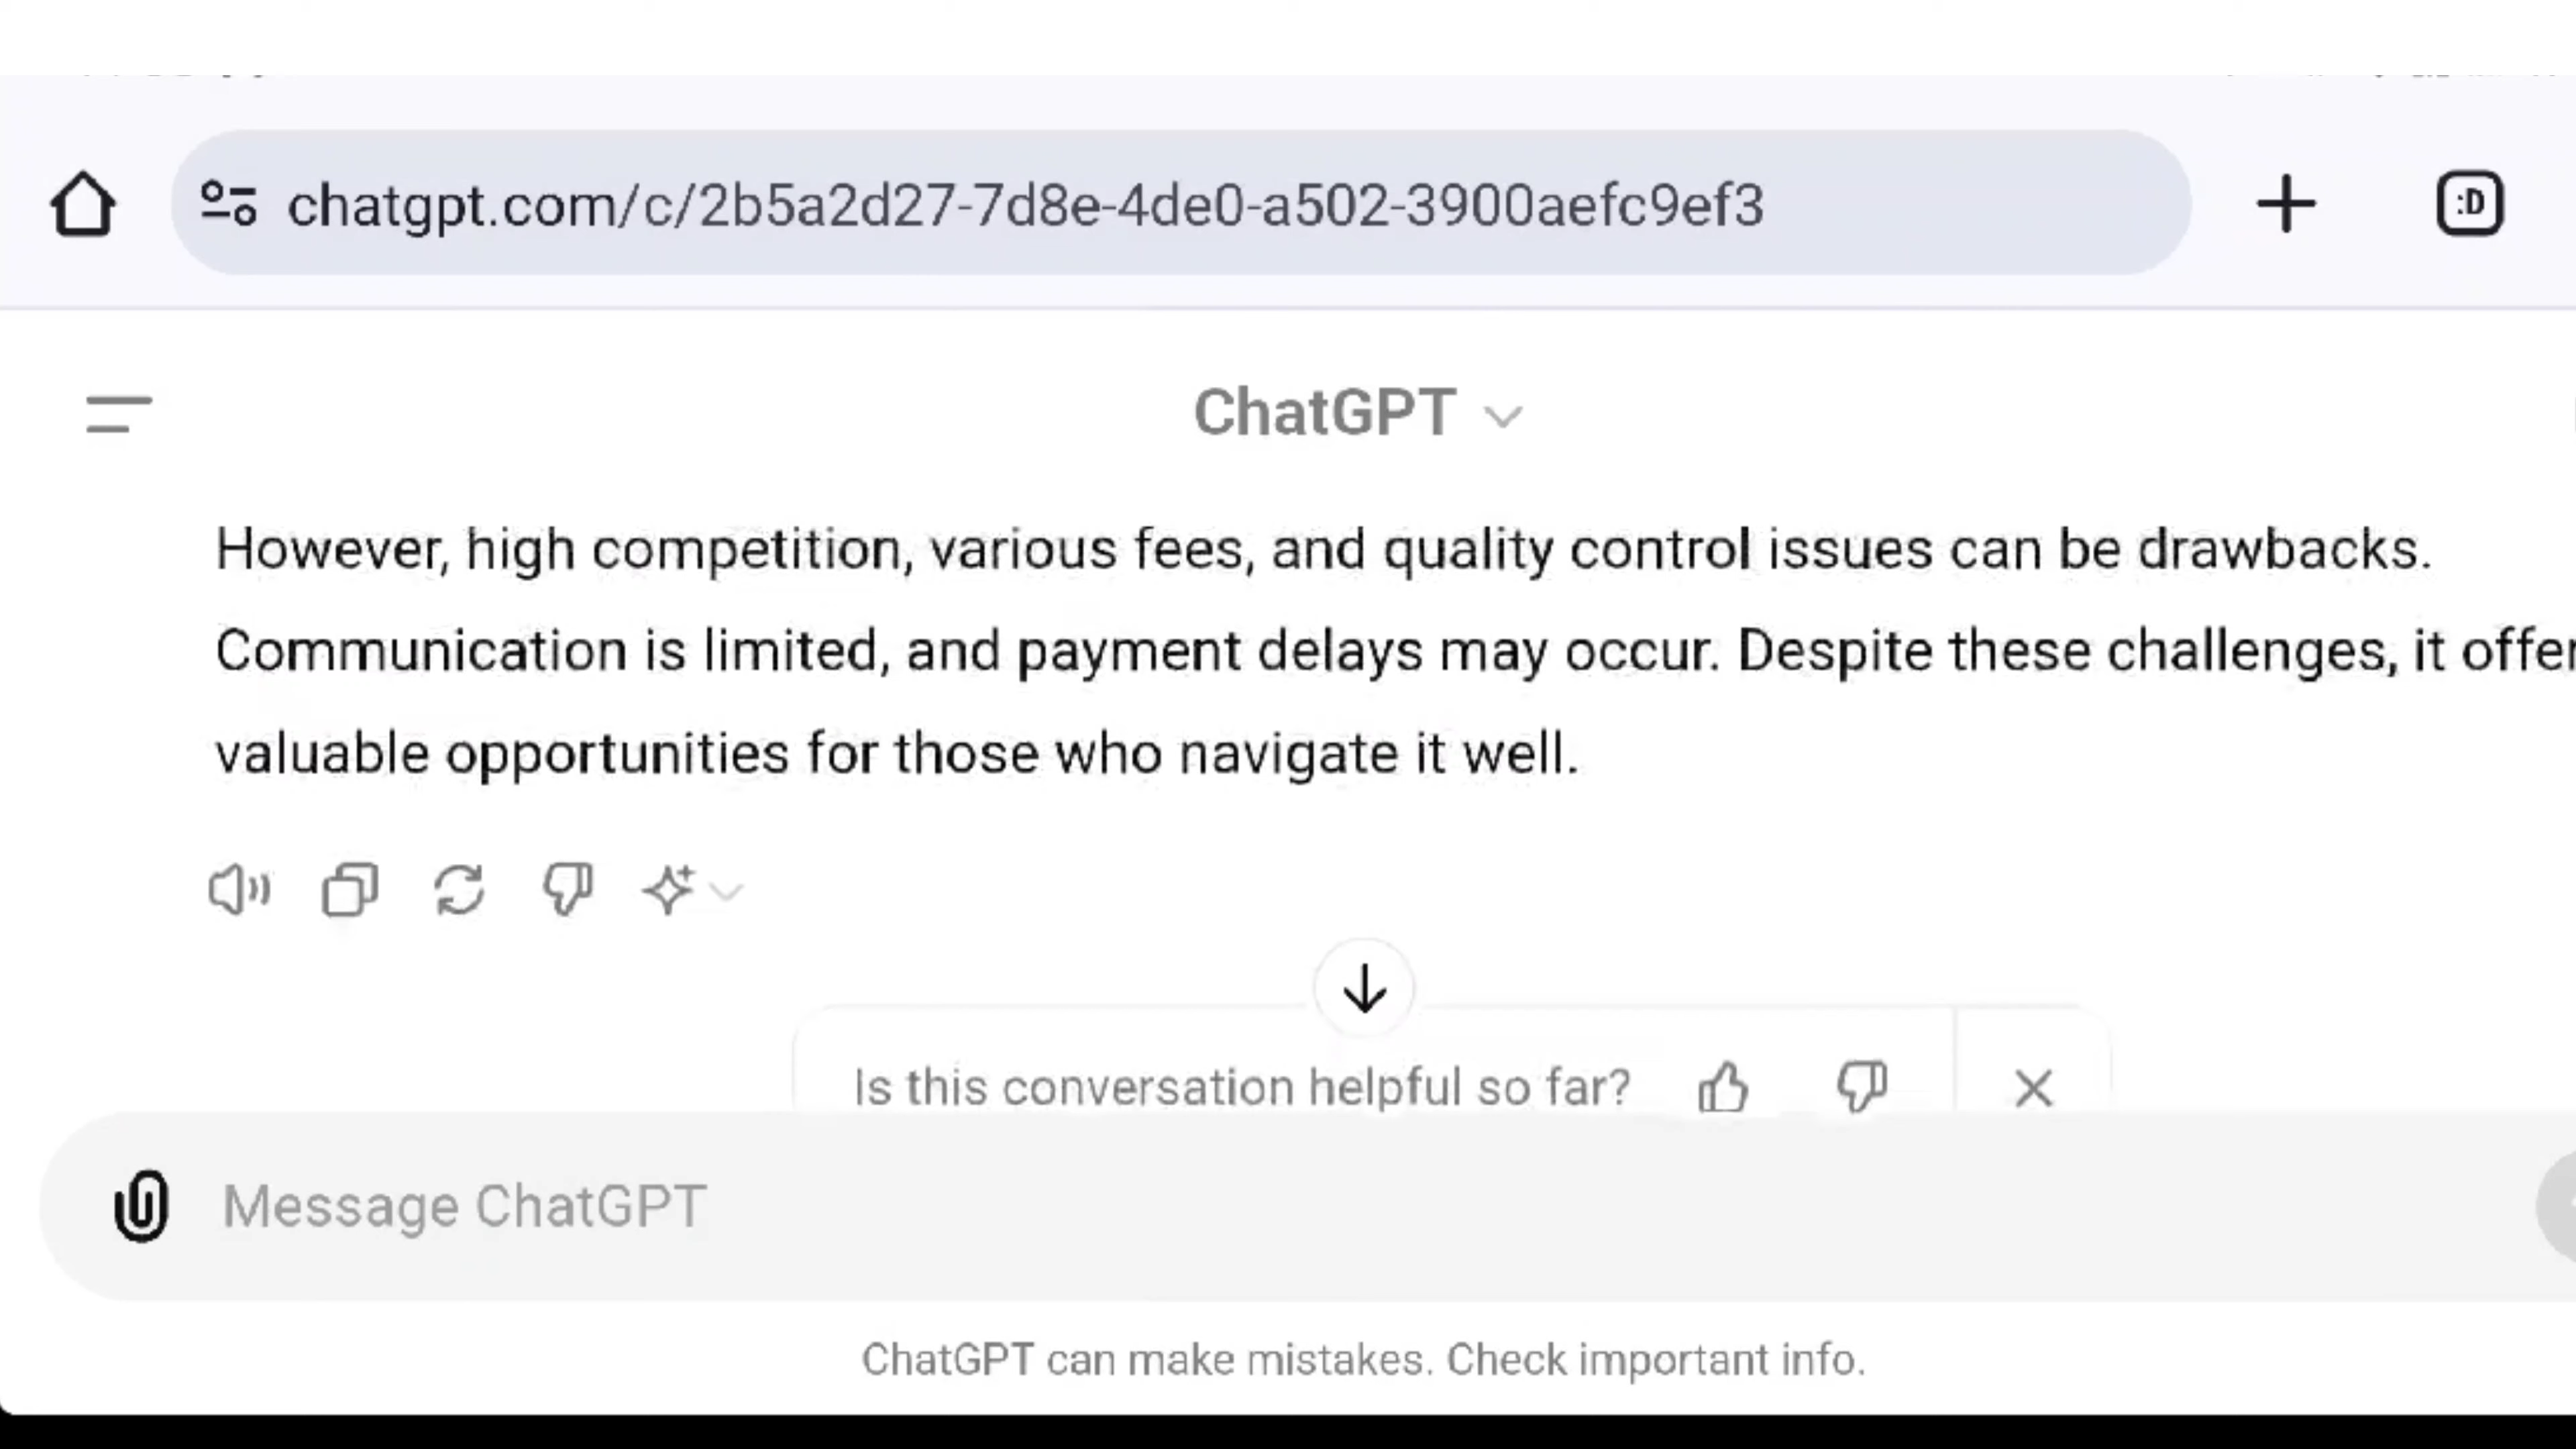 chatgpt.com/c/2b5a2d27-7d8e-4de0-a502-3900aefc9ef3
:D
ChatGPT
However, high competition, various fees, and quality control issues can be drawbacks.
Communication is limited, and payment delays may occur. Despite these challenges, it offer
valuable opportunities for those who navigate it well.
Is this conversation helpful so far?
Message ChatGPT
ChatGPT can make mistakes. Check important info.